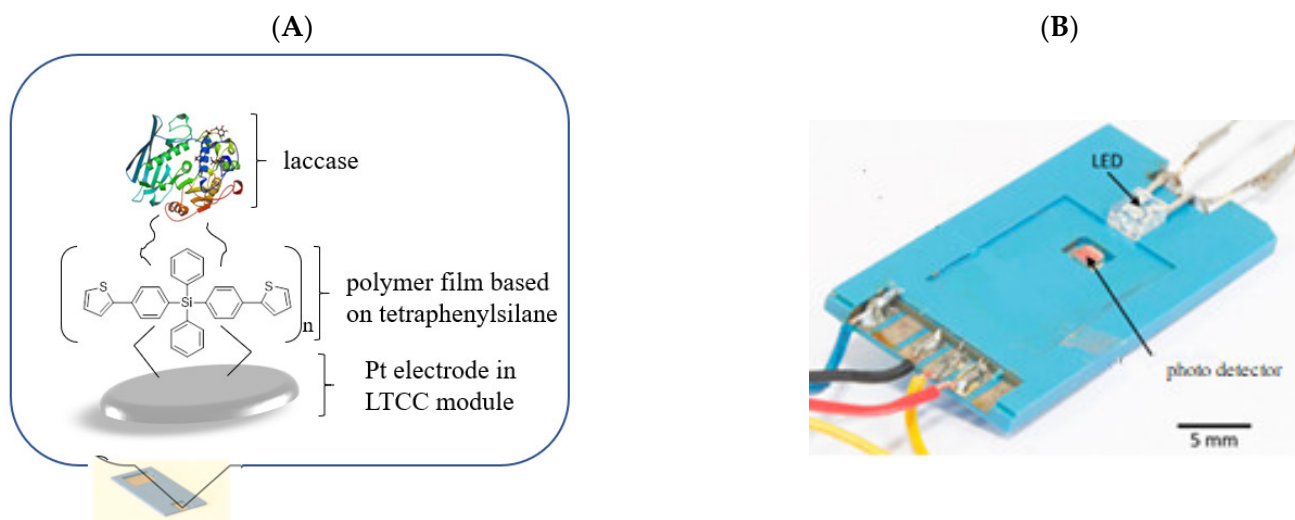 (A)
(B)
laccase
S
Si
S
n
polymer film based
on tetraphenylsilane
Pt electrode in
LTCC module
LED
photo detector
5 mm